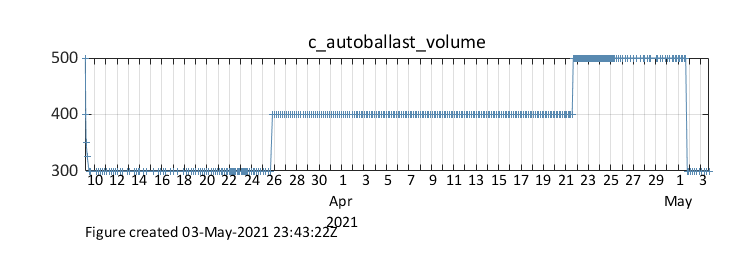 c_autoballast_volume
500
400
300
10 12 14 16 18 20 22 24 26 28 30 1 3 5 7 9 11 13 15 17 19 21 23 25 27 29 1 3
Apr May
2021
Figure created 03-May-2021 23:43:22Z